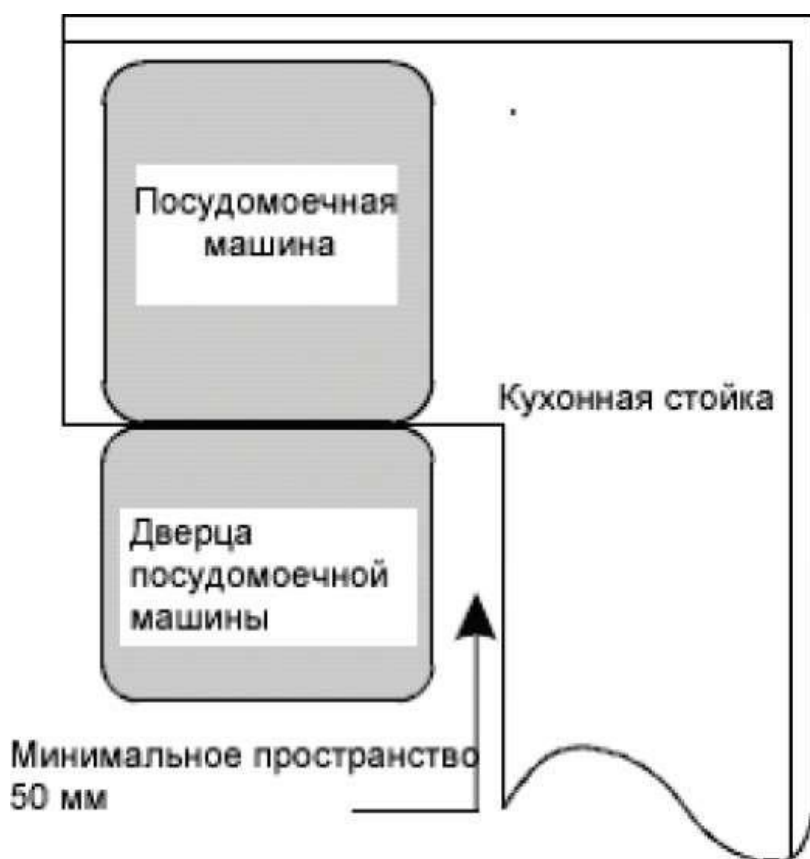 Посудомоечная
машина
Кухонная стойка
Дверца
посудомоечной
машины
Минимальное пространство
50 мм